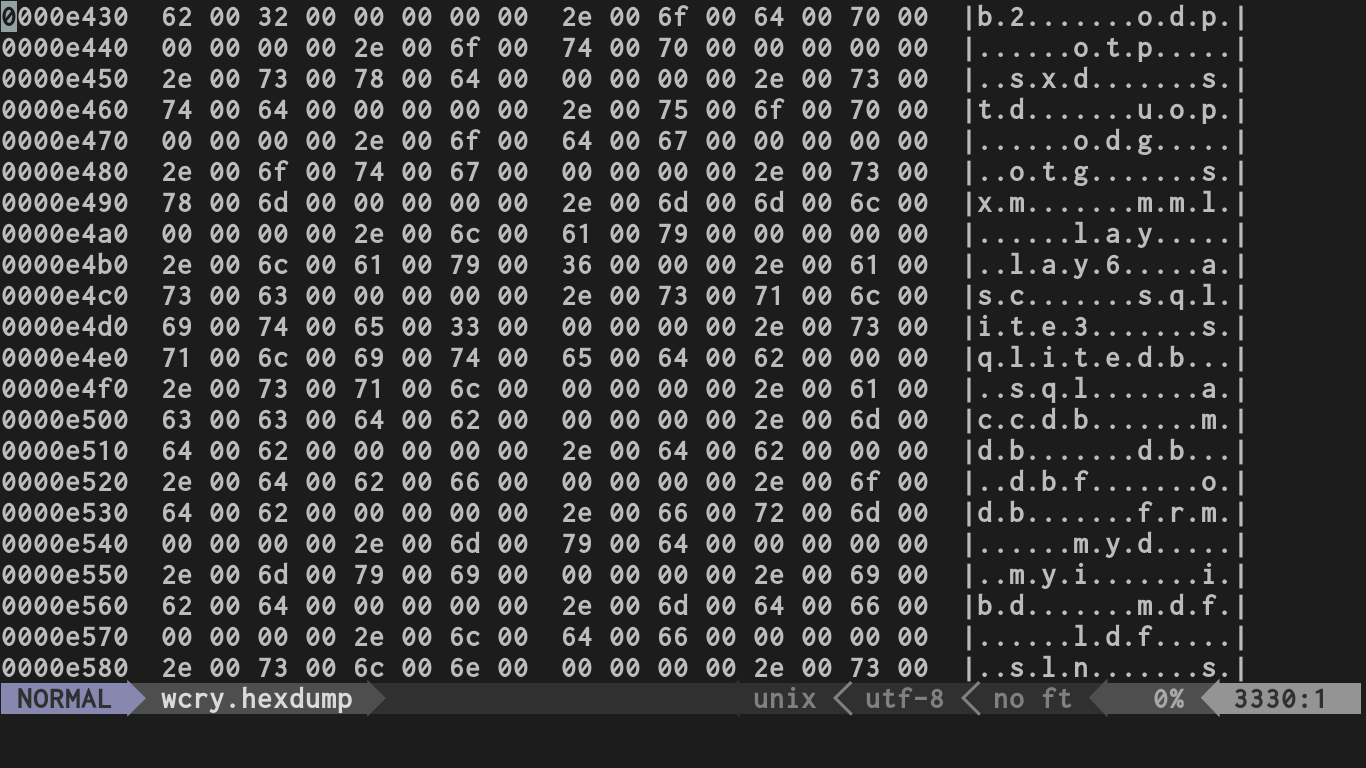 0000e430  62 00 32 00 00 00 00 00  2e 00 6f 00 64 00 70 00  |b.2.......o.d.p.|
0000e440  00 00 00 00 2e 00 6f 00  74 00 70 00 00 00 00 00  |......o.t.p.....|
0000e450  2e 00 73 00 78 00 64 00  00 00 00 00 2e 00 73 00  |..s.x.d.......s.|
0000e460  74 00 64 00 00 00 00 00  2e 00 75 00 6f 00 70 00  |t.d.......u.o.p.|
0000e470  00 00 00 00 2e 00 6f 00  64 00 67 00 00 00 00 00  |......o.d.g.....|
0000e480  2e 00 6f 00 74 00 67 00  00 00 00 00 2e 00 73 00  |..o.t.g.......s.|
0000e490  78 00 6d 00 00 00 00 00  2e 00 6d 00 6d 00 6c 00  |x.m.......m.m.l.|
0000e4a0  00 00 00 00 2e 00 6c 00  61 00 79 00 00 00 00 00  |......l.a.y.....|
0000e4b0  2e 00 6c 00 61 00 79 00  36 00 00 00 2e 00 61 00  |..l.a.y.6.....a.|
0000e4c0  73 00 63 00 00 00 00 00  2e 00 73 00 71 00 6c 00  |s.c.......s.q.l.|
0000e4d0  69 00 74 00 65 00 33 00  00 00 00 00 2e 00 73 00  |i.t.e.3.......s.|
0000e4e0  71 00 6c 00 69 00 74 00  65 00 64 00 62 00 00 00  |q.l.i.t.e.d.b...|
0000e4f0  2e 00 73 00 71 00 6c 00  00 00 00 00 2e 00 61 00  |..s.q.l.......a.|
0000e500  63 00 63 00 64 00 62 00  00 00 00 00 2e 00 6d 00  |c.c.d.b.......m.|
0000e510  64 00 62 00 00 00 00 00  2e 00 64 00 62 00 00 00  |d.b.......d.b...|
0000e520  2e 00 64 00 62 00 66 00  00 00 00 00 2e 00 6f 00  |..d.b.f.......o.|
0000e530  64 00 62 00 00 00 00 00  2e 00 66 00 72 00 6d 00  |d.b.......f.r.m.|
0000e540  00 00 00 00 2e 00 6d 00  79 00 64 00 00 00 00 00  |......m.y.d.....|
0000e550  2e 00 6d 00 79 00 69 00  00 00 00 00 2e 00 69 00  |..m.y.i.......i.|
0000e560  62 00 64 00 00 00 00 00  2e 00 6d 00 64 00 66 00  |b.d.......m.d.f.|
0000e570  00 00 00 00 2e 00 6c 00  64 00 66 00 00 00 00 00  |......l.d.f.....|
0000e580  2e 00 73 00 6c 00 6e 00  00 00 00 00 2e 00 73 00  |..s.l.n.......s.|
NORMAL wcry.hexdump unix utf-8 no ft 0% 3330:1